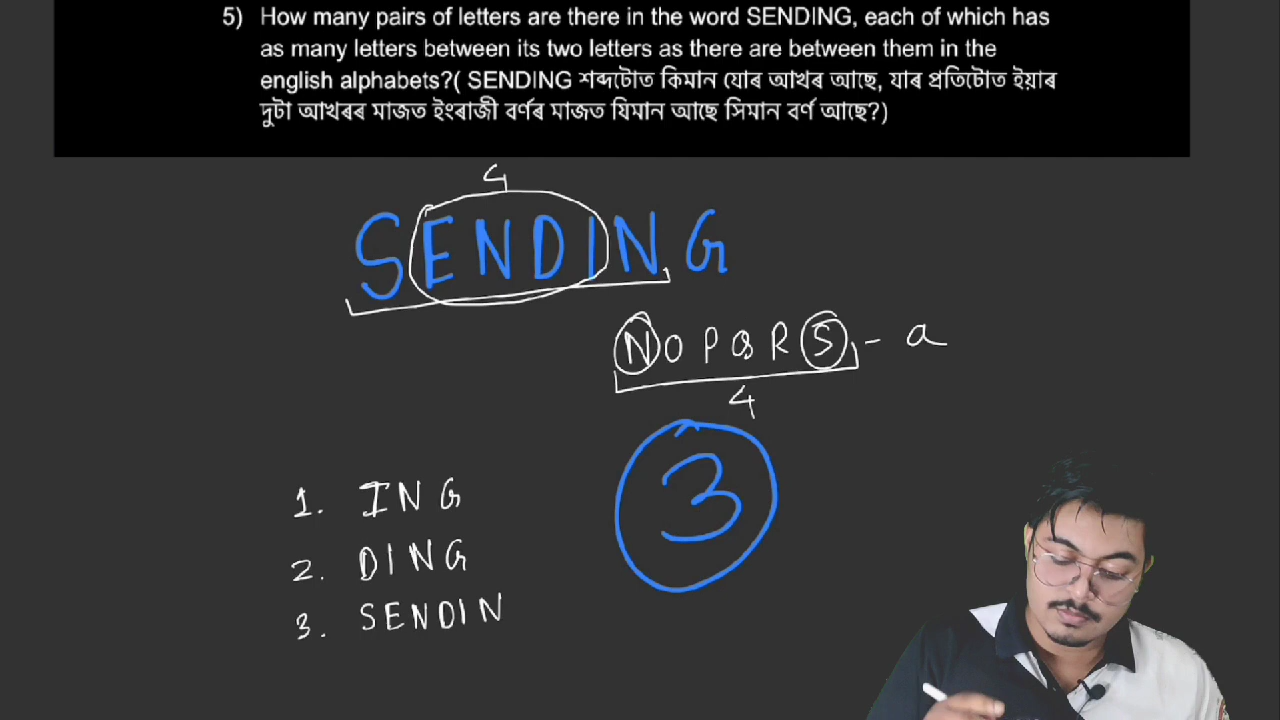 5) How many pairs of letters are there in the word SENDING, each of which has
as many letters between its two letters as there are between them in the
english alphabets?( SENDING শব্দটোত কিমান যোৰ আখৰ আছে, যাৰ প্ৰতিটোত ইয়াৰ
দুটা আখৰৰ মাজত ইংৰাজী বৰ্ণৰ মাজত যিমান আছে সিমান বৰ্ণ আছে?)
4
SENDING
NOPQRS - a
4
3
1. ING
2. DING
3. SENDIN